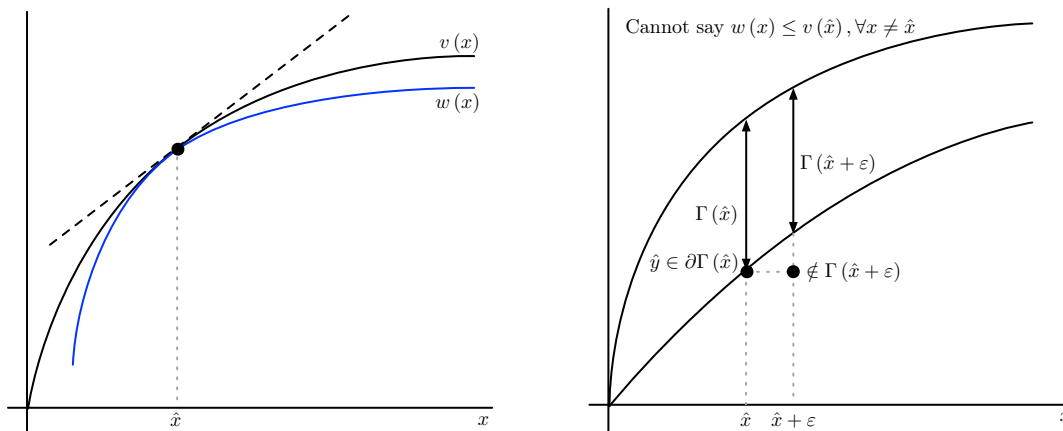 v(x)
w(x)
x̂
x
Cannot say w(x) ≤ v(x̂), ∀x ≠ x̂
Γ(x̂ + ε)
Γ(x̂)
ŷ ∈ ∂Γ(x̂)
∉ Γ(x̂ + ε)
x̂
x̂ + ε